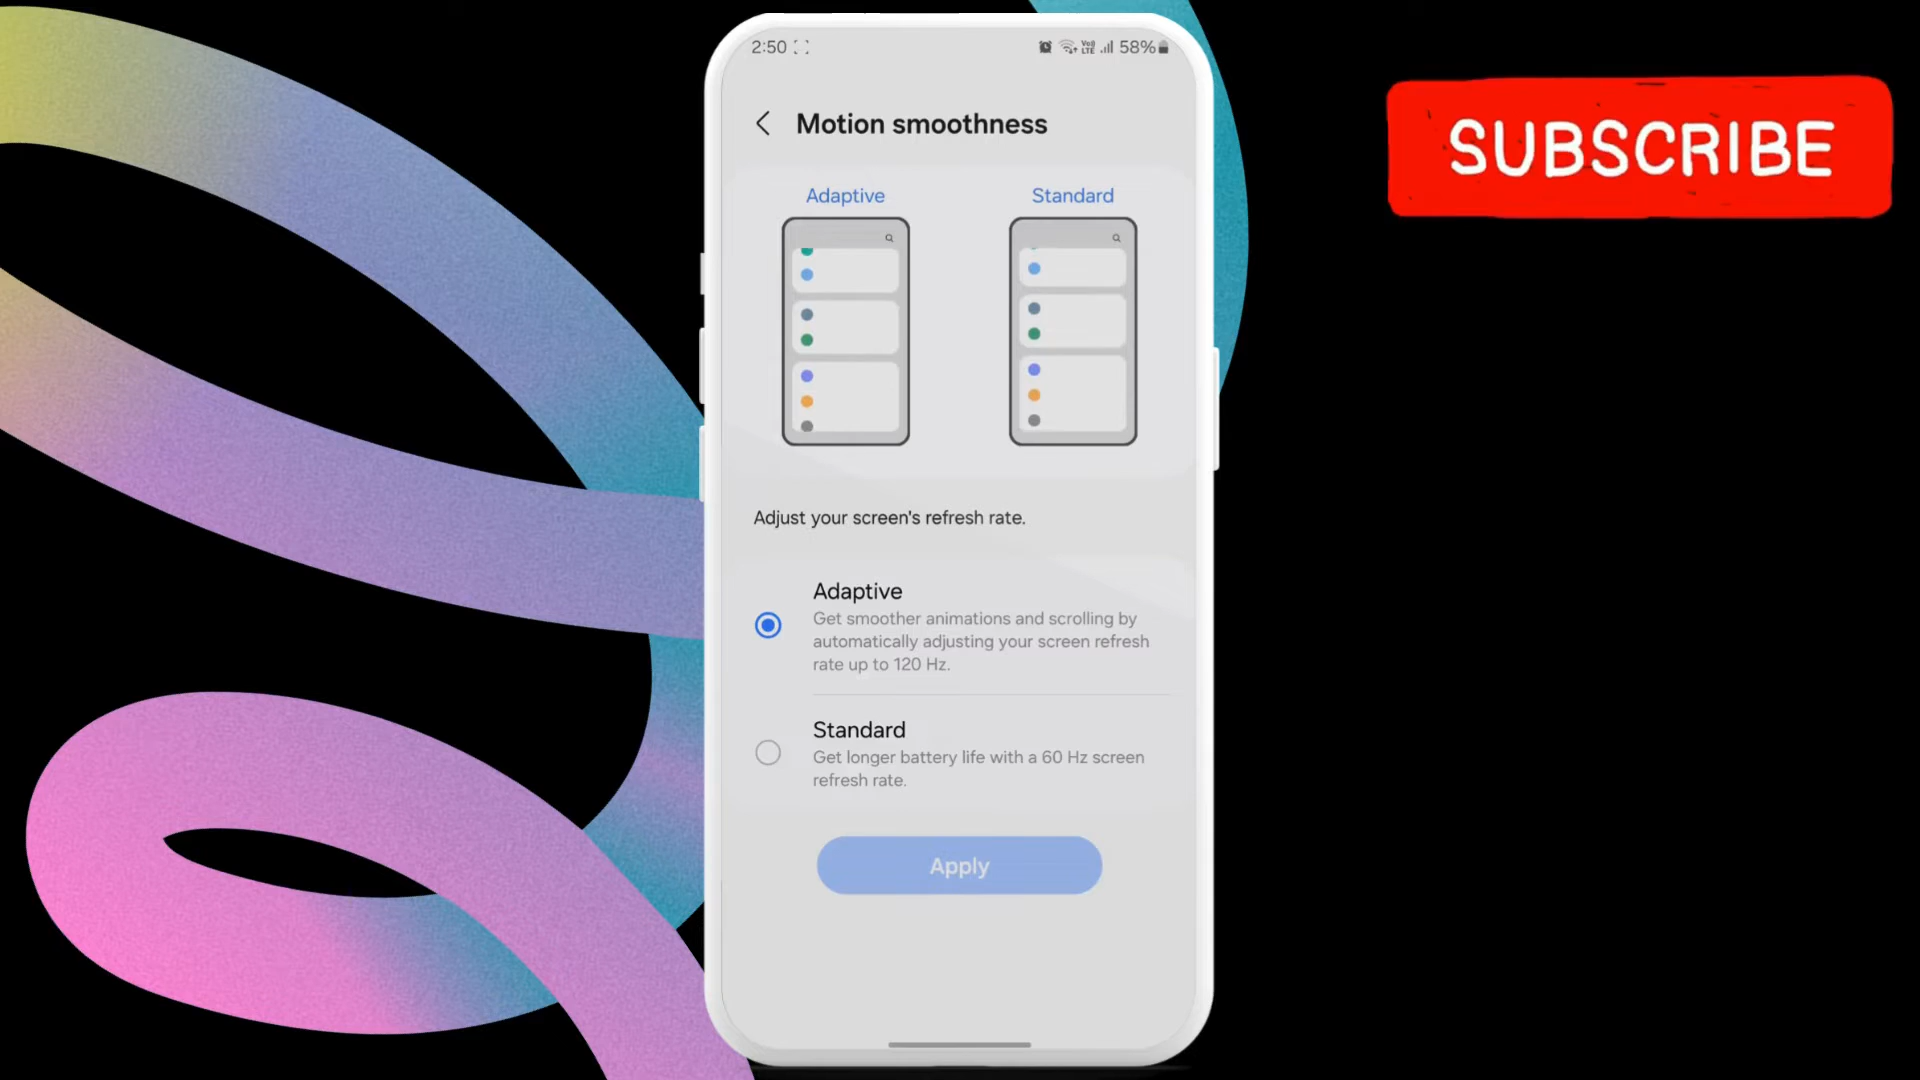 2:50
Vo)) LTE 58%
SUBSCRIBE
Motion smoothness
Adaptive
Standard
Adjust your screen's refresh rate.
Adaptive
Get smoother animations and scrolling by
automatically adjusting your screen refresh
rate up to 120 Hz.
Standard
Get longer battery life with a 60 Hz screen
refresh rate.
Apply